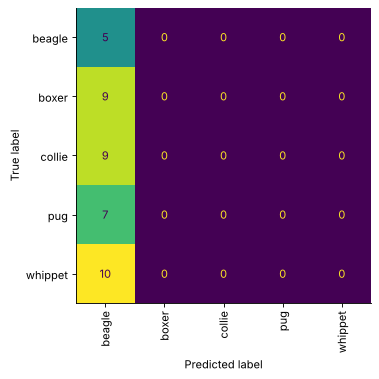 beagle 5 0 0 0 0
boxer 9 0 0 0 0
collie 9 0 0 0 0
pug 7 0 0 0 0
whippet 10 0 0 0 0
True label
beagle boxer collie pug whippet
Predicted label